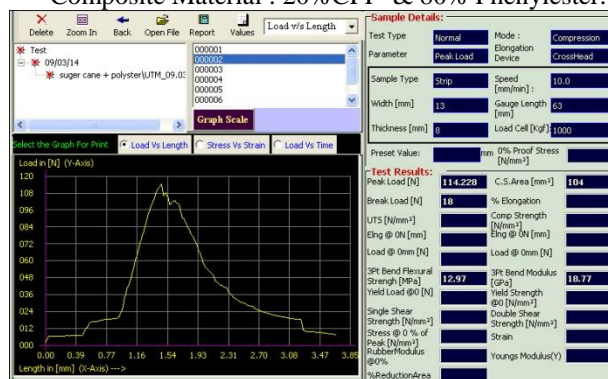 Composite Material : 20%CFP & 80% Phenylester.
Delete Zoom In Back Open File Report Values Load v/s Length
Test
09/03/14
suger cane + polyster\UTM_09.03
000001
000002
000003
000004
000005
000006
Graph Scale
Select the Graph For Print Load Vs Length Stress Vs Strain Load Vs Time
Load in [N] (Y-Axis)
120
108
096
084
072
060
048
036
024
012
000
0.00 0.39 0.77 1.16 1.54 1.93 2.31 2.70 3.08 3.47 3.85
Length in [mm] (X-Axis) --->
Sample Details:
Test Type Normal Mode : Compression
Parameter Peak Load Elongation Device CrossHead
Sample Type Strip Speed [mm/min] : 10.0
Width [mm] 13 Gauge Length [mm] 63
Thickness [mm] 8 Load Cell [Kgf] 1000
Preset Value: mm 0% Proof Stress [N/mm²]
Test Results:
Peak Load [N] 114.228 C.S.Area [mm²] 104
Break Load [N] 18 % Elongation
UTS [N/mm²] Comp Strength [N/mm²]
Elng @ 0N [mm] Elng @ 0N [mm]
Load @ 0mm [N] Load @ 0mm [N]
3Pt Bend Flexural Strengh [MPa] 12.97 3Pt Bend Modulus [GPa] 18.77
Yield Load @0 [N] Yield Strength @0 [N/mm²]
Single Shear Strength [N/mm²] Double Shear Strength [N/mm²]
Stress @ 0 % of Peak [N/mm²] Strain
RubberModulus @0% Youngs Modulus(Y)
%ReductionArea